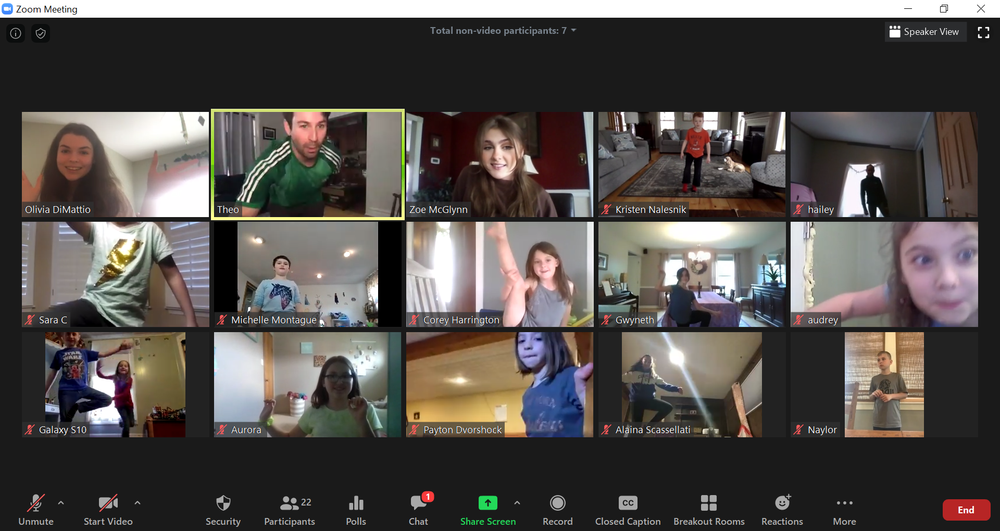 Zoom Meeting
Total non-video participants: 7
Speaker View
Olivia DiMattio
Theo
Zoe McGlynn
Kristen Nalesnik
hailey
Sara C
Michelle Montague
Corey Harrington
Gwyneth
audrey
STAR
WARS
Galaxy S10
Aurora
Payton Dvorshock
Alaina Scassellati
Naylor
22
1
CC
Unmute
Start Video
Security
Participants
Polls
Chat
Share Screen
Record
Closed Caption
Breakout Rooms
Reactions
More
End